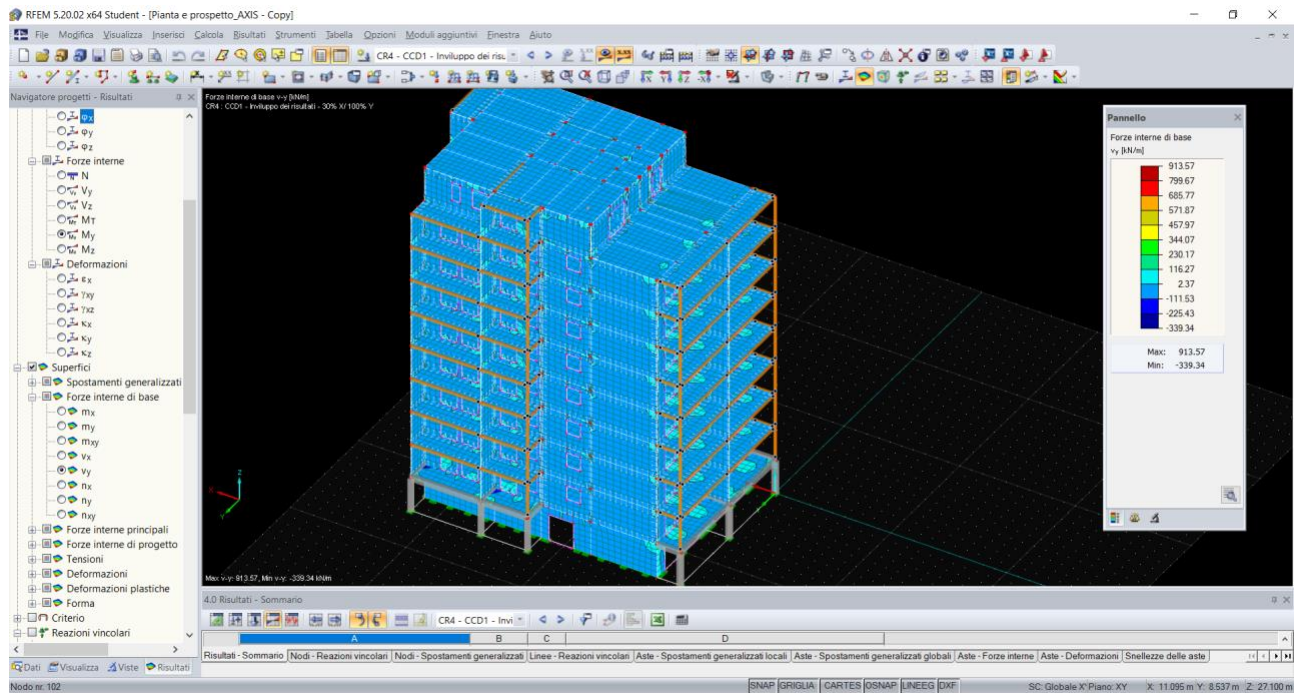 RFEM 5.20.02 x64 Student - [Pianta e prospetto_AXIS - Copy]
File Modifica Visualizza Inserisci Calcola Risultati Strumenti Tabella Opzioni Moduli aggiuntivi Finestra Aiuto
CR4 - CCD1 - Inviluppo dei risu
Navigatore progetti - Risultati
φx
φy
φz
Forze interne
N
Vy
Vz
MT
My
Mz
Deformazioni
εx
γxy
γxz
κx
κy
κz
Superfici
Spostamenti generalizzati
Forze interne di base
mx
my
mxy
vx
vy
nx
ny
nxy
Forze interne principali
Forze interne di progetto
Tensioni
Deformazioni
Deformazioni plastiche
Forma
Criterio
Reazioni vincolari
Dati Visualizza Viste Risultati
Forze interne di base v-y [kN/m]
CR4 : CCD1 - Inviluppo dei risultati - 30% X/ 100% Y
Z
Y
Max v-y: 913.57, Min v-y: -339.34 kN/m
Pannello
Forze interne di base
vy [kN/m]
913.57
799.67
685.77
571.87
457.97
344.07
230.17
116.27
2.37
-111.53
-225.43
-339.34
Max: 913.57
Min: -339.34
4.0 Risultati - Sommario
CR4 - CCD1 - Invi
A B C D
Risultati - Sommario Nodi - Reazioni vincolari Nodi - Spostamenti generalizzati Linee - Reazioni vincolari Aste - Spostamenti generalizzati locali Aste - Spostamenti generalizzati globali Aste - Forze interne Aste - Deformazioni Snellezze delle aste
Nodo nr. 102
SNAP GRIGLIA CARTES OSNAP LINEEG DXF SC: Globale X' Piano: XY X: 11.095 m Y: 8.537 m Z: 27.100 m